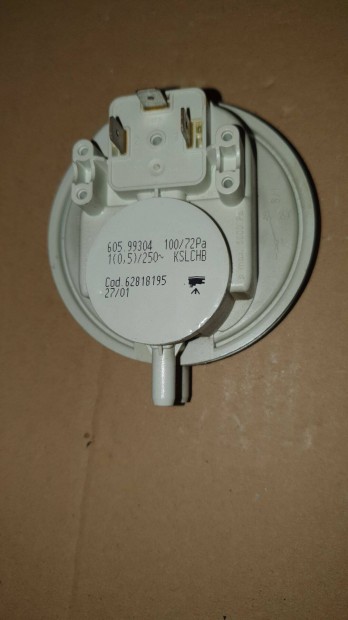 605 99304 100/72Pa
1(0,5)/250~ KSLCHB
Cod 62818195
27/01